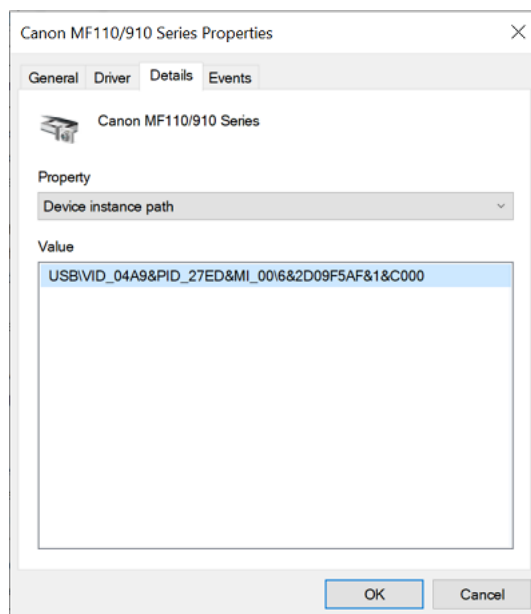 Canon MF110/910 Series Properties
General Driver Details Events
Canon MF110/910 Series
Property
Device instance path
Value
USB\VID_04A9&PID_27ED&MI_00\6&2D09F5AF&1&C000
OK Cancel